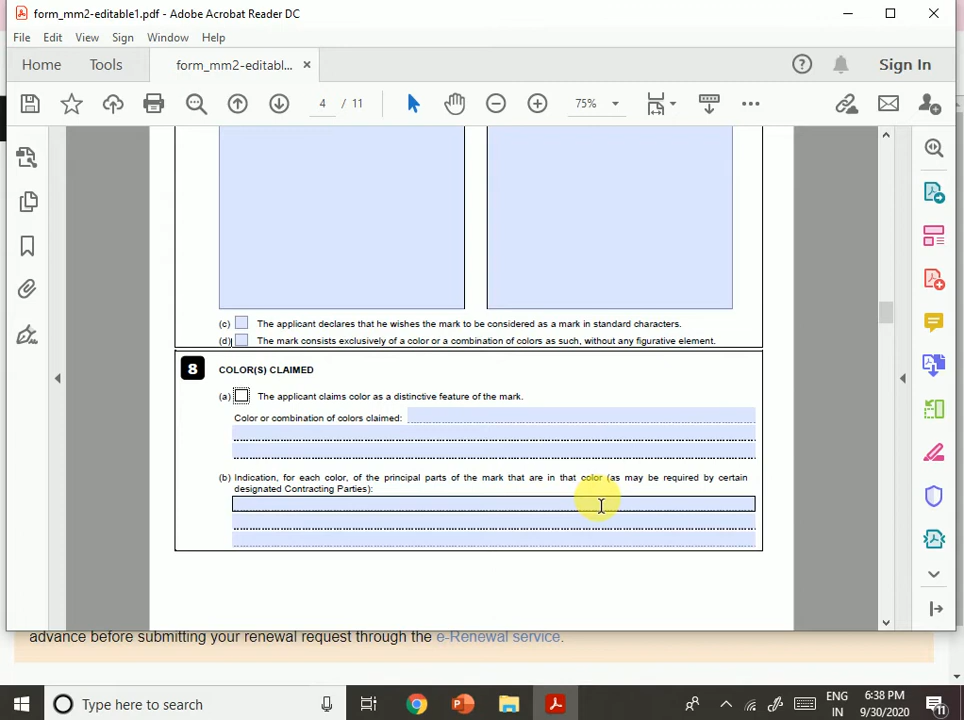 form_mm2-editable1.pdf - Adobe Acrobat Reader DC
File Edit View Sign Window Help
Home Tools form_mm2-editabl... × Sign In
4 / 11 75%
(c) The applicant declares that he wishes the mark to be considered as a mark in standard characters.
(d) The mark consists exclusively of a color or a combination of colors as such, without any figurative element.
8 COLOR(S) CLAIMED
(a) The applicant claims color as a distinctive feature of the mark.
Color or combination of colors claimed:
(b) Indication, for each color, of the principal parts of the mark that are in that color (as may be required by certain
designated Contracting Parties):
advance before submitting your renewal request through the e-Renewal service.
Type here to search
ENG 6:38 PM
IN 9/30/2020 11